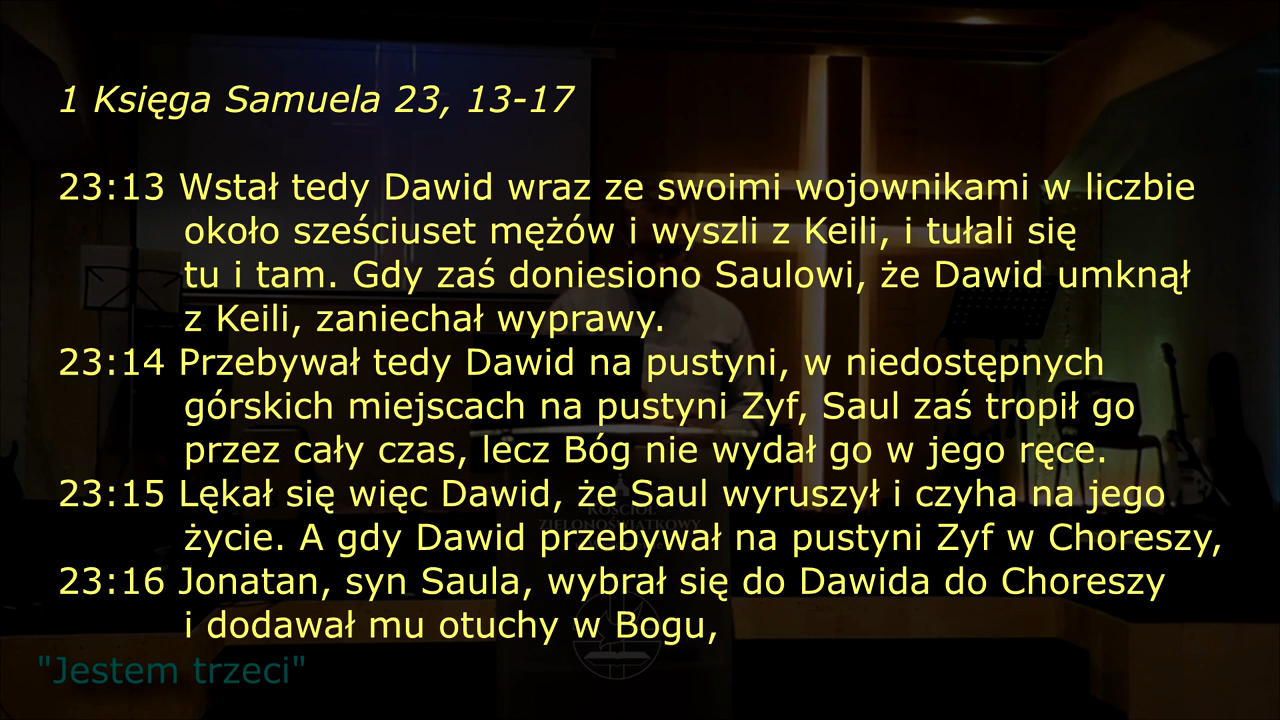 1 Księga Samuela 23, 13-17
23:13 Wstał tedy Dawid wraz ze swoimi wojownikami w liczbie
około sześciuset mężów i wyszli z Keili, i tułali się
tu i tam. Gdy zaś doniesiono Saulowi, że Dawid umknął
z Keili, zaniechał wyprawy.
23:14 Przebywał tedy Dawid na pustyni, w niedostępnych
górskich miejscach na pustyni Zyf, Saul zaś tropił go
przez cały czas, lecz Bóg nie wydał go w jego ręce.
23:15 Lękał się więc Dawid, że Saul wyruszył i czyha na jego
życie. A gdy Dawid przebywał na pustyni Zyf w Choreszy,
23:16 Jonatan, syn Saula, wybrał się do Dawida do Choreszy
i dodawał mu otuchy w Bogu,
"Jestem trzeci"
KOŚCIÓŁ
ZIELONOŚWIĄTKOWY